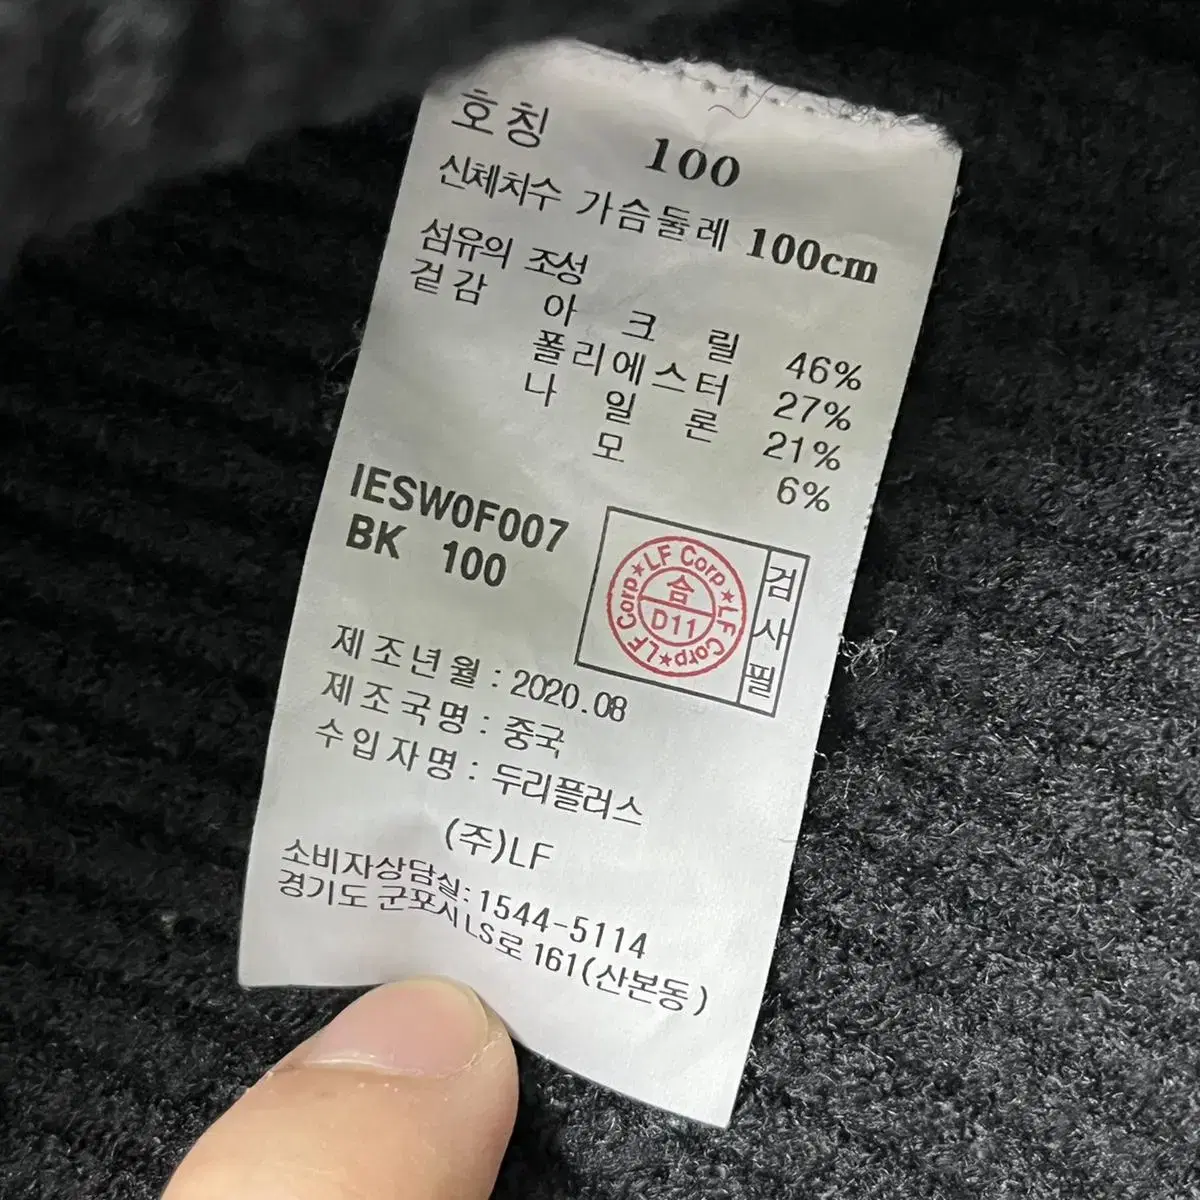 호칭 100
신체치수 가슴둘레 100cm
섬유의 조성
겉감 아크릴 46%
폴리에스터 27%
나일론 21%
모 6%
IESW0F007
BK 100
LF Corp★LF Corp★LF Corp★
合
D11
검사필
제조년월 : 2020.08
제조국명 : 중국
수입자명 : 두리플러스
(주)LF
소비자상담실:1544-5114
경기도 군포시 LS로 161(산본동)